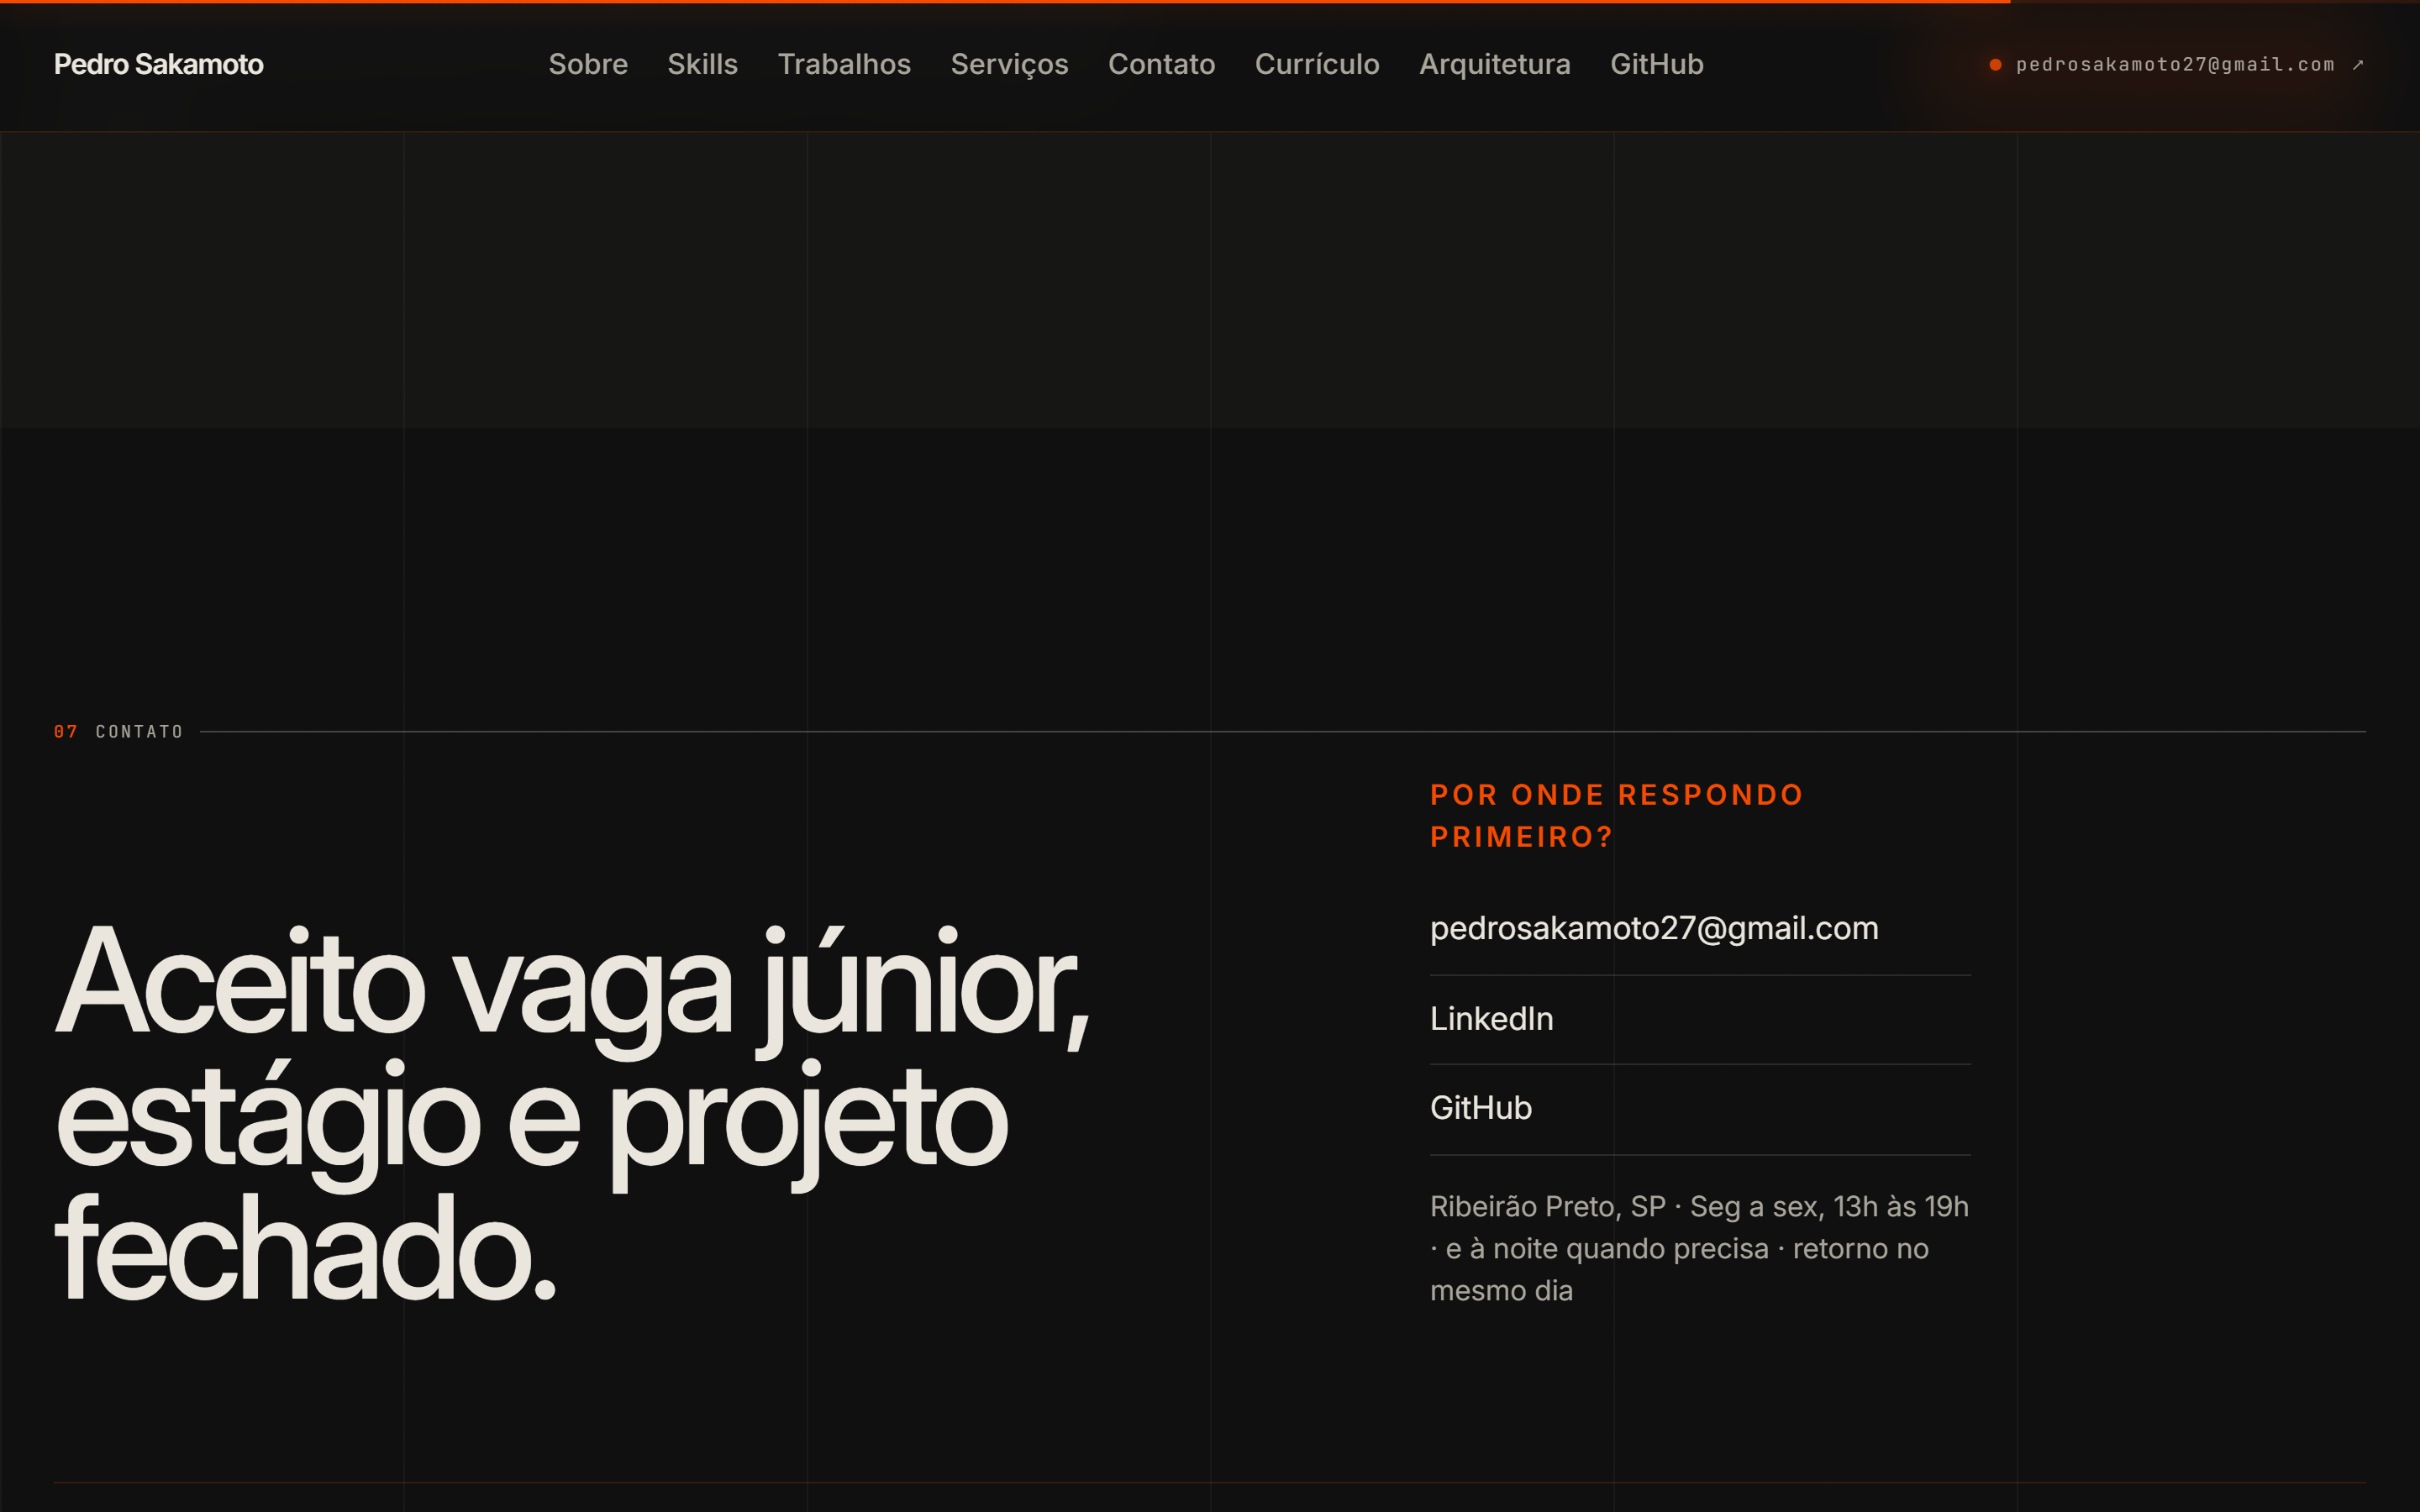 Pedro Sakamoto
Sobre Skills Trabalhos Serviços Contato Currículo Arquitetura GitHub
pedrosakamoto27@gmail.com ↗
07 CONTATO
Aceito vaga júnior,
estágio e projeto
fechado.
POR ONDE RESPONDO
PRIMEIRO?
pedrosakamoto27@gmail.com
LinkedIn
GitHub
Ribeirão Preto, SP · Seg a sex, 13h às 19h
· e à noite quando precisa · retorno no
mesmo dia